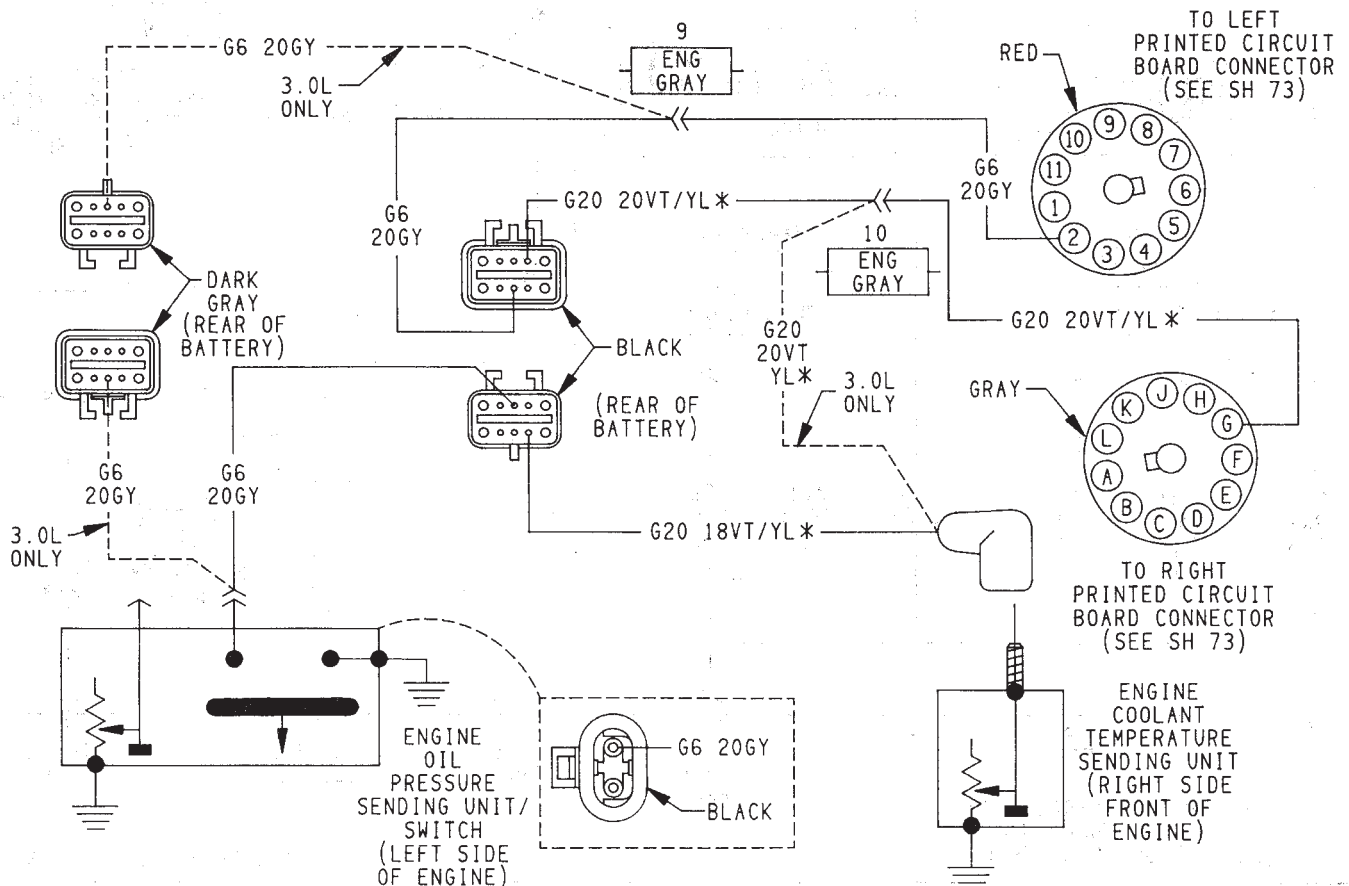 G6 20GY
3.0L
ONLY
9
ENG
GRAY
RED
TO LEFT
PRINTED CIRCUIT
BOARD CONNECTOR
(SEE SH 73)
9
8
10
7
11
6
1
5
2
3
4
G6
20GY
G6
20GY
G20 20VT/YL*
10
ENG
GRAY
DARK
GRAY
(REAR OF
BATTERY)
BLACK
(REAR OF
BATTERY)
G20
20VT
YL*
3.0L
ONLY
G20 20VT/YL*
GRAY
J
H
K
G
L
F
A
E
B
D
C
G6
20GY
G6
20GY
3.0L
ONLY
G20 18VT/YL*
TO RIGHT
PRINTED CIRCUIT
BOARD CONNECTOR
(SEE SH 73)
ENGINE
OIL
PRESSURE
SENDING UNIT/
SWITCH
(LEFT SIDE
OF ENGINE)
G6 20GY
BLACK
ENGINE
COOLANT
TEMPERATURE
SENDING UNIT
(RIGHT SIDE
FRONT OF
ENGINE)